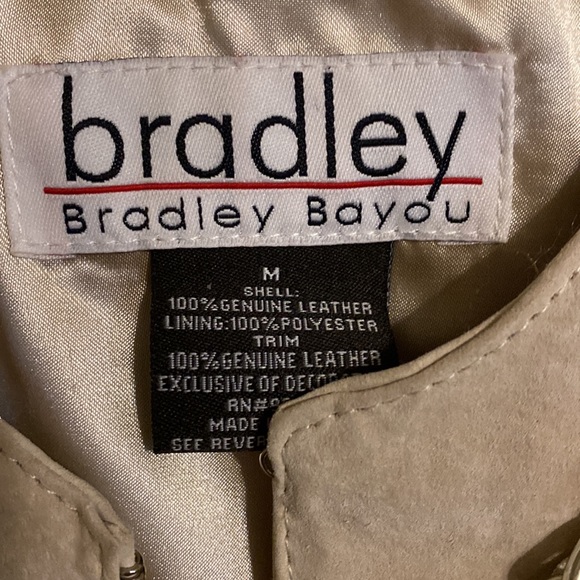 bradley
Bradley Bayou
M
SHELL:
100%GENUINE LEATHER
LINING:100%POLYESTER
TRIM
100%GENUINE LEATHER
EXCLUSIVE OF
MADE
SEE